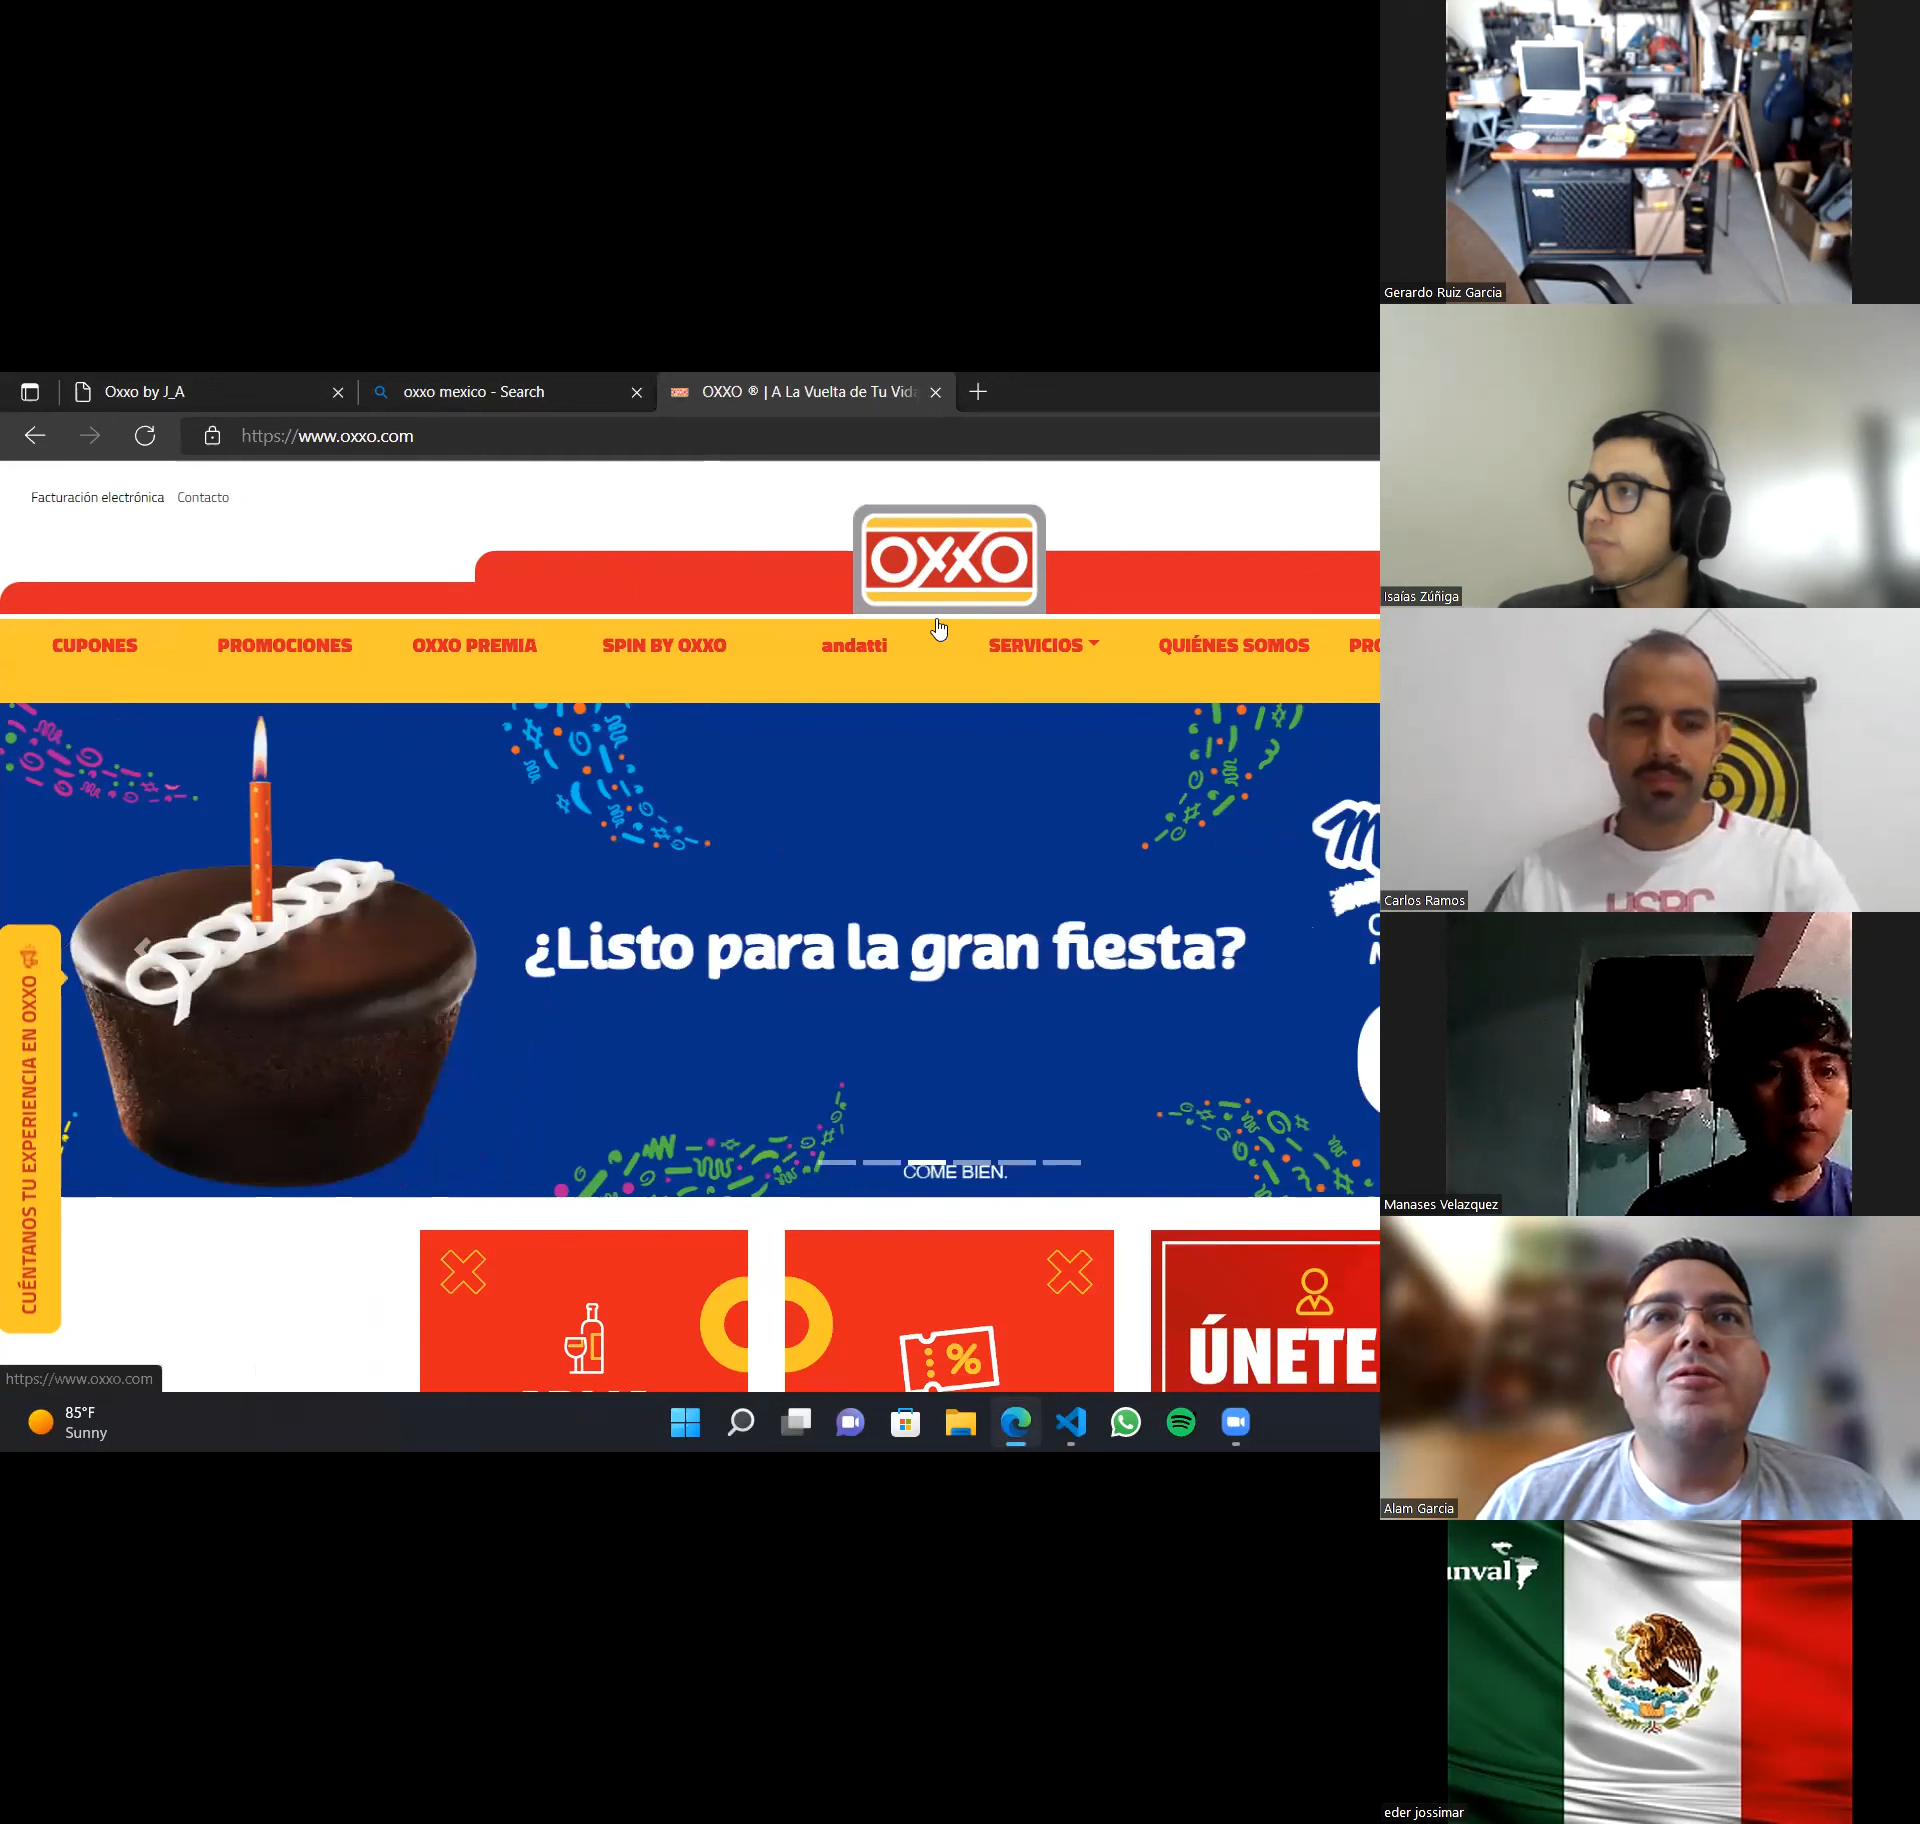 Oxxo by J_A
oxxo mexico - Search
OXXO ® | A La Vuelta de Tu Vida
https://www.oxxo.com
Facturación electrónica Contacto
OXXO
CUPONES PROMOCIONES OXXO PREMIA SPIN BY OXXO andatti SERVICIOS QUIÉNES SOMOS
¿Listo para la gran fiesta?
COME BIEN.
CUÉNTANOS TU EXPERIENCIA EN OXXO
%
ÚNETE
https://www.oxxo.com
85°F
Sunny
Gerardo Ruiz Garcia
Isaías Zúñiga
HSBC
Carlos Ramos
Manases Velazquez
Alam Garcia
unval
eder jossimar